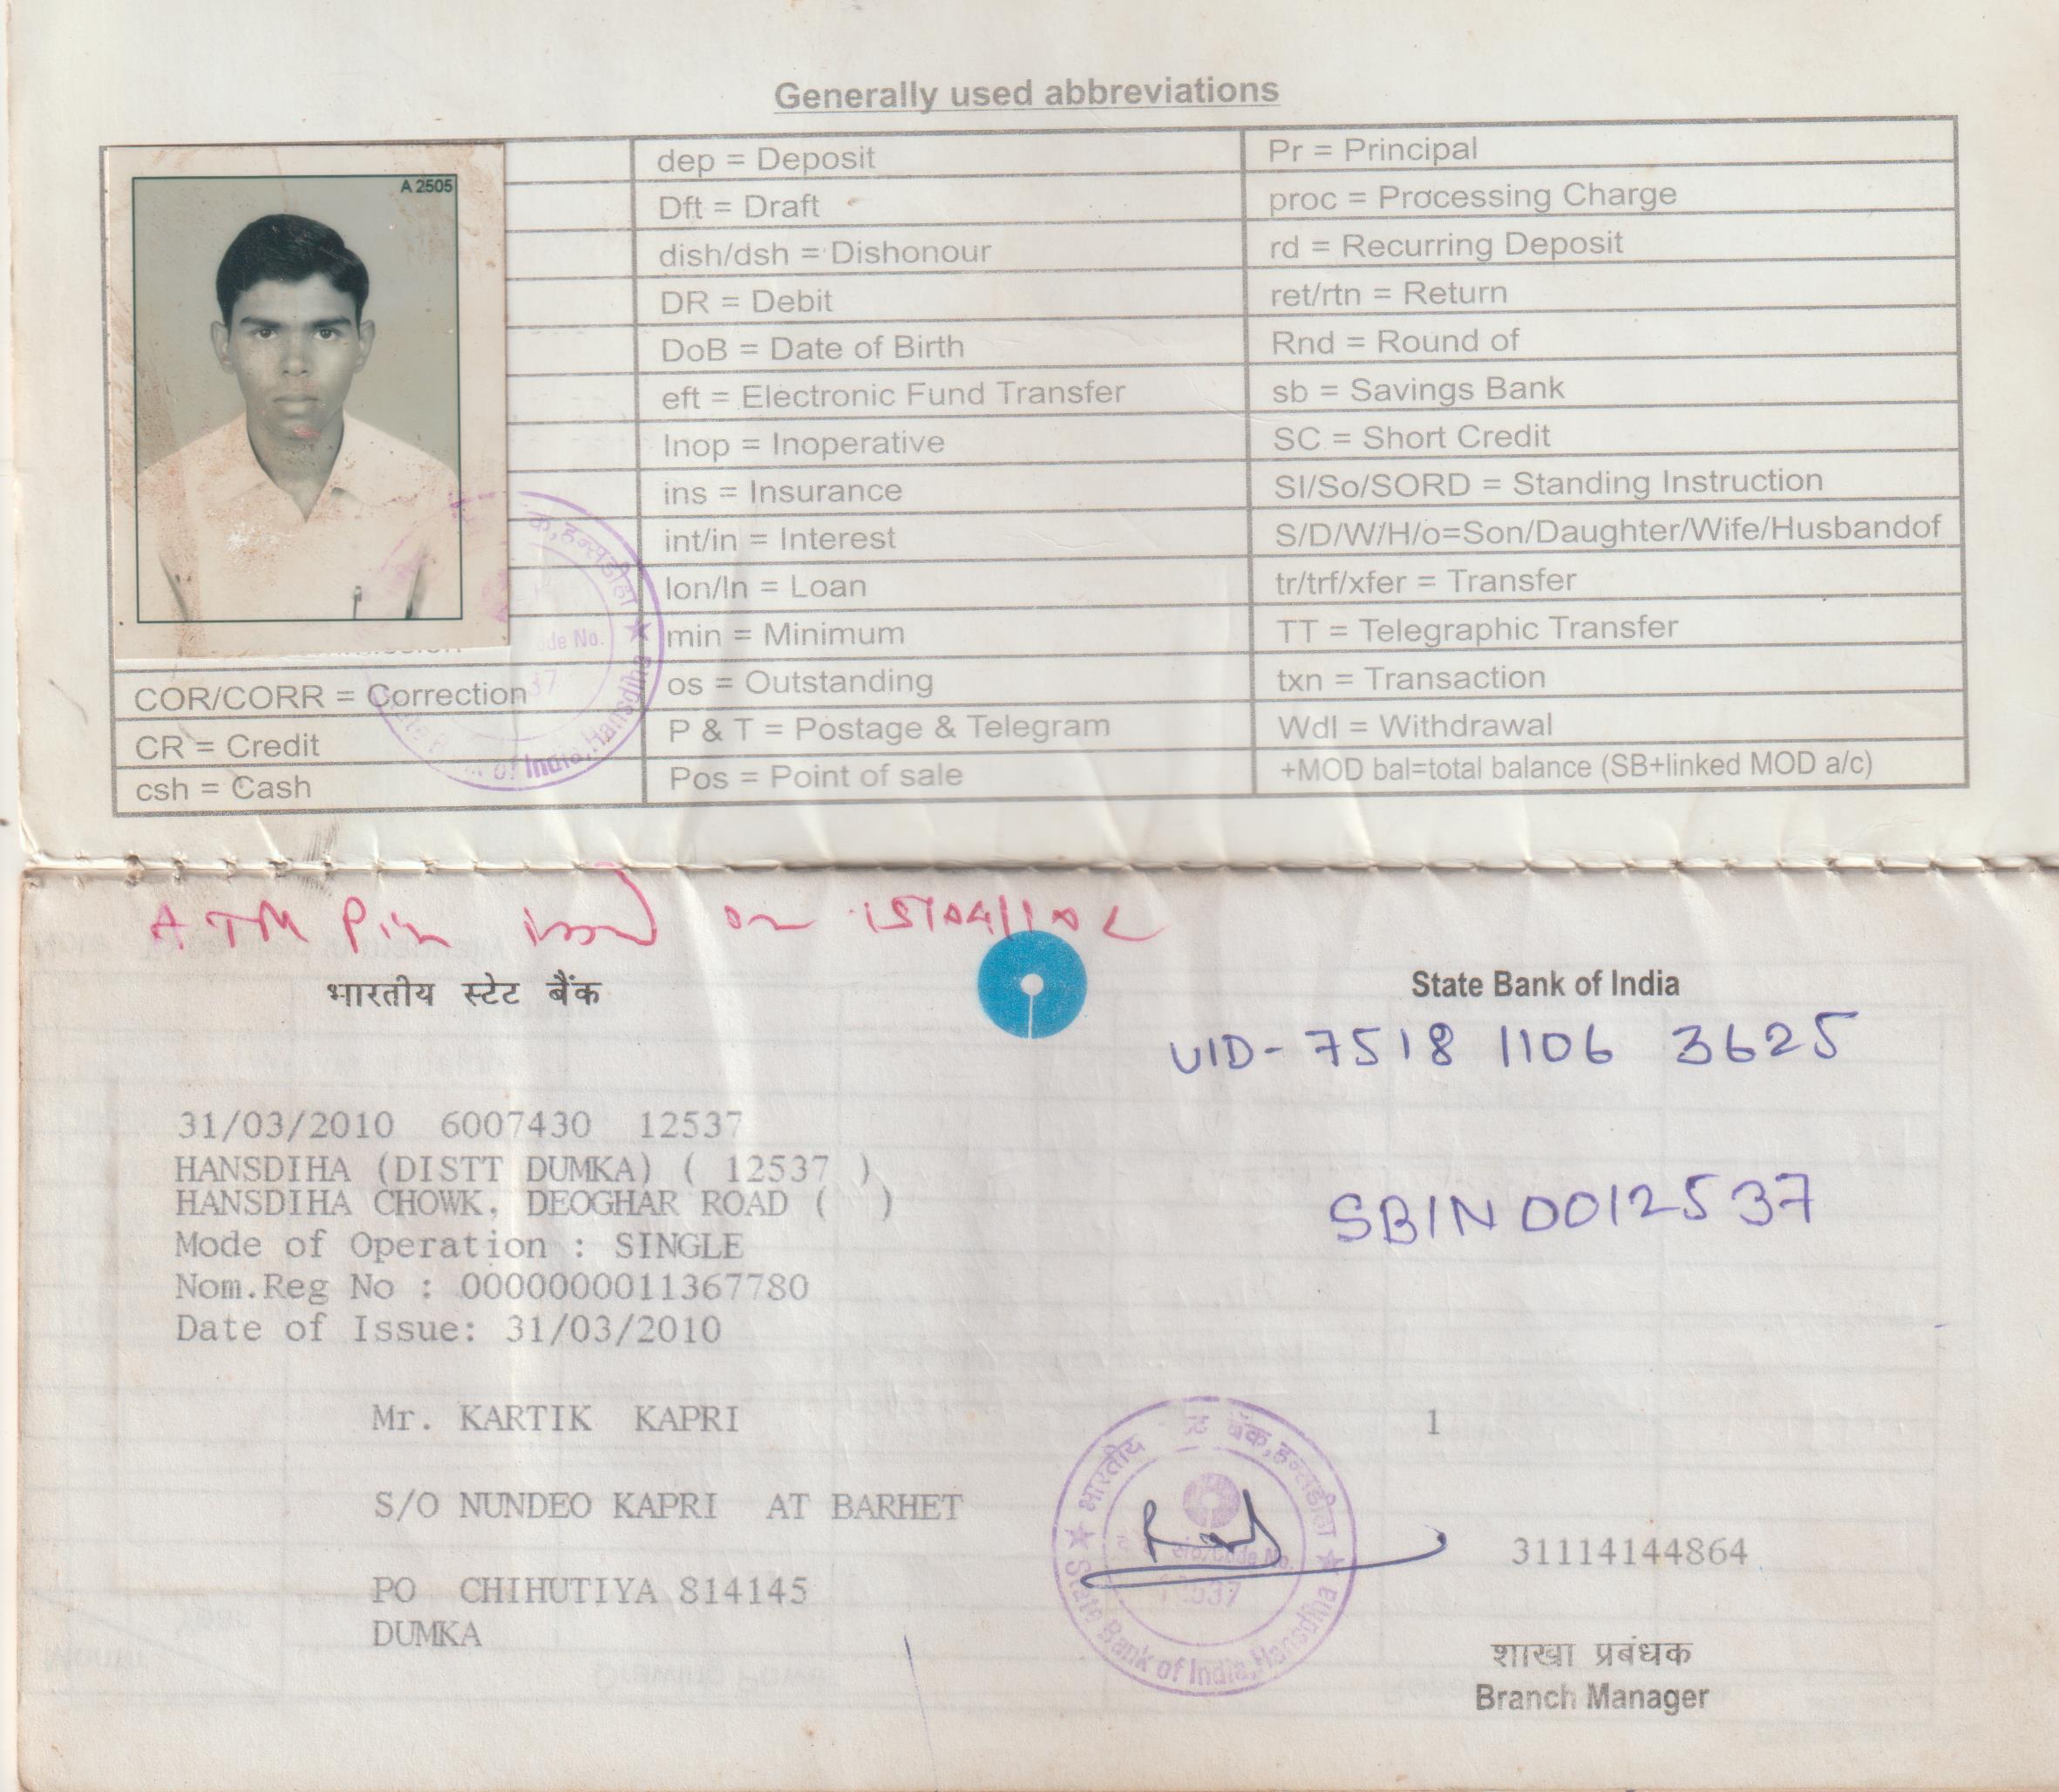 Generally used abbreviations
A 2505
dep = Deposit
Pr = Principal
Dft = Draft
proc = Processing Charge
dish/dsh = Dishonour
rd = Recurring Deposit
DR = Debit
ret/rtn = Return
DoB = Date of Birth
Rnd = Round of
eft = Electronic Fund Transfer
sb = Savings Bank
Inop = Inoperative
SC = Short Credit
ins = Insurance
SI/So/SORD = Standing Instruction
int/in = Interest
S/D/W/H/o=Son/Daughter/Wife/Husbandof
lon/ln = Loan
tr/trf/xfer = Transfer
min = Minimum
TT = Telegraphic Transfer
COR/CORR = Correction
os = Outstanding
txn = Transaction
CR = Credit
P & T = Postage & Telegram
Wdl = Withdrawal
csh = Cash
Pos = Point of sale
+MOD bal=total balance (SB+linked MOD a/c)
of India, Hansdiha
ATM Pin issued on
भारतीय स्टेट बैंक
State Bank of India
UID- 7518 1106 3625
31/03/2010 6007430 12537
HANSDIHA (DISTT DUMKA) ( 12537 )
HANSDIHA CHOWK, DEOGHAR ROAD ( )
SBIN0012537
Mode of Operation : SINGLE
Nom.Reg No : 0000000011367780
Date of Issue: 31/03/2010
Mr. KARTIK KAPRI
1
S/O NUNDEO KAPRI AT BARHET
31114144864
PO CHIHUTIYA 814145
DUMKA
State Bank of India, Hansdiha
शाखा प्रबंधक
Branch Manager